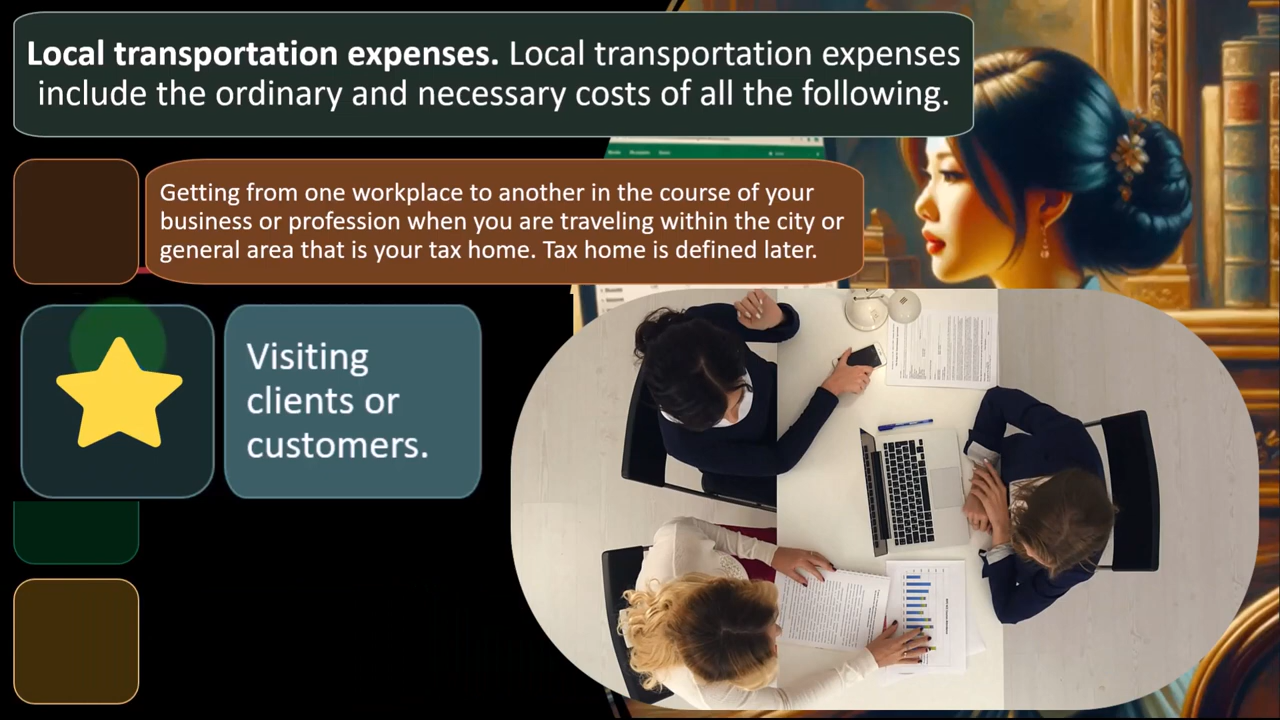 Local transportation expenses. Local transportation expenses
include the ordinary and necessary costs of all the following.
Getting from one workplace to another in the course of your
business or profession when you are traveling within the city or
general area that is your tax home. Tax home is defined later.
Visiting
clients or
customers.